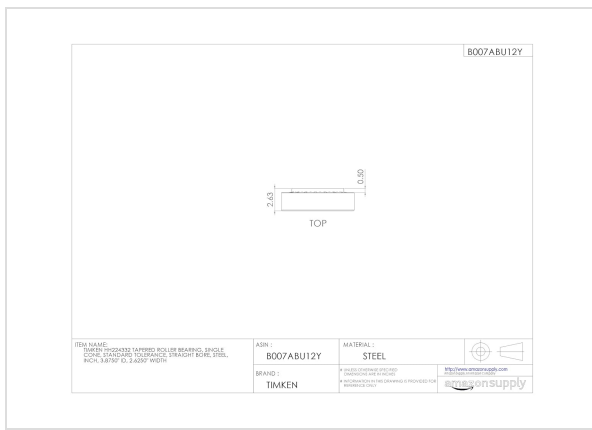 B007ABU12Y
0.50
2.63
TOP
ITEM NAME:
TIMKEN HH224332 TAPERED ROLLER BEARING, SINGLE
CONE, STANDARD TOLERANCE, STRAIGHT BORE, STEEL,
INCH, 3.8750" ID, 2.6250" WIDTH
ASIN :
B007ABU12Y
MATERIAL :
STEEL
BRAND :
TIMKEN
# UNLESS OTHERWISE SPECIFIED
DIMENSIONS ARE IN INCHES
# INFORMATION IN THIS DRAWING IS PROVIDED FOR
REFERENCE ONLY
http://www.amazonsupply.com
amazonsupply